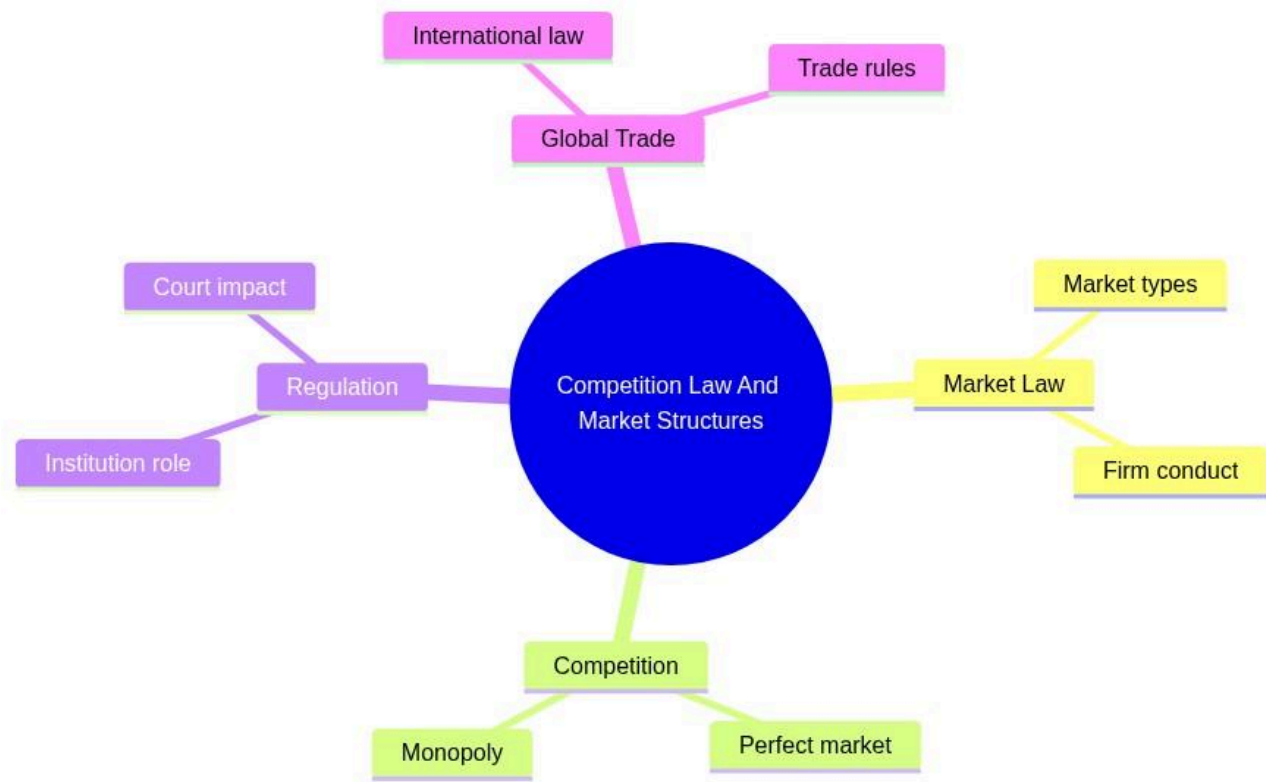 International law
Trade rules
Global Trade
Court impact
Market types
Regulation
Competition Law And
Market Structures
Market Law
Institution role
Firm conduct
Competition
Monopoly
Perfect market